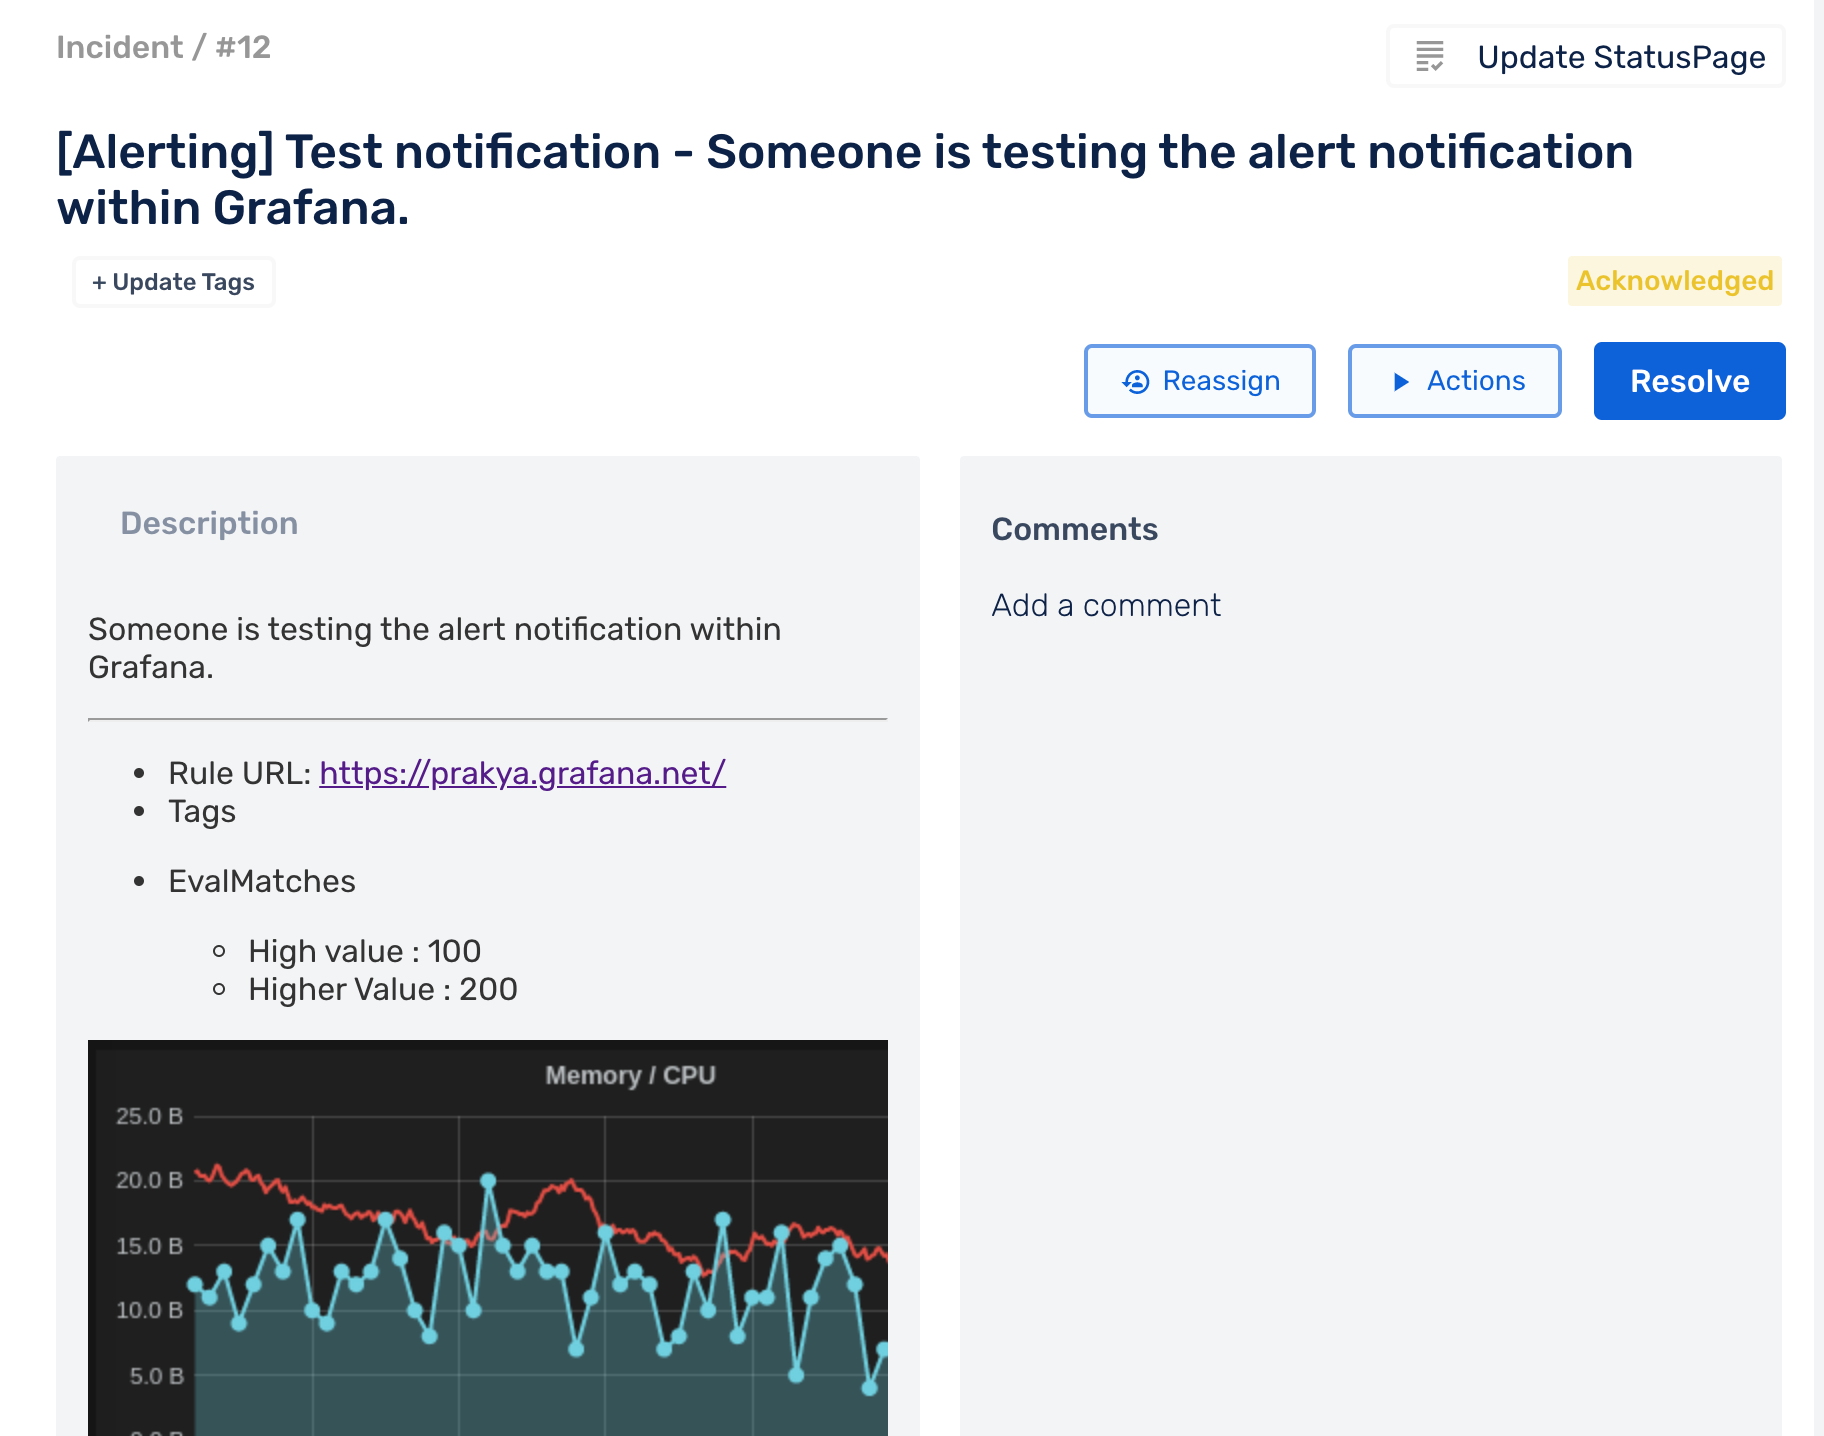 Incident / #12
Update StatusPage
[Alerting] Test notification - Someone is testing the alert notification
within Grafana.
+ Update Tags
Acknowledged
Reassign
Actions
Resolve
Description
Someone is testing the alert notification within
Grafana.
Rule URL: https://prakya.grafana.net/
Tags
EvalMatches
High value : 100
Higher Value : 200
Memory / CPU
25.0 B
20.0 B
15.0 B
10.0 B
5.0 B
Comments
Add a comment